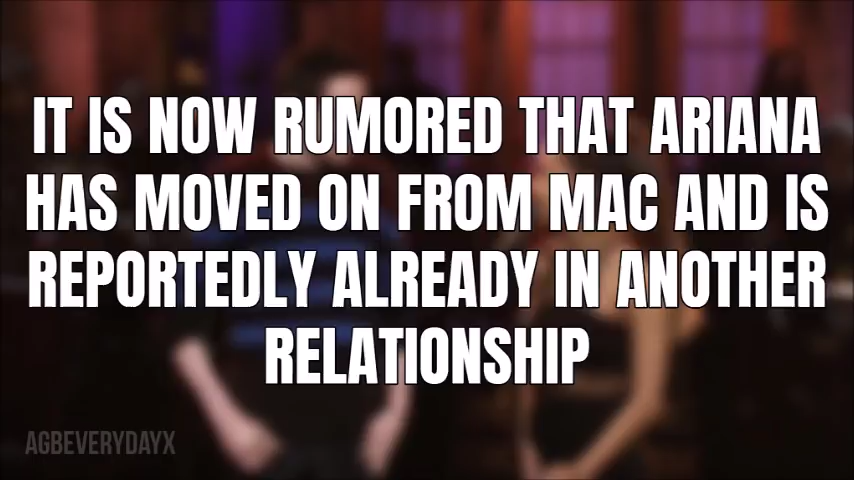 IT IS NOW RUMORED THAT ARIANA
HAS MOVED ON FROM MAC AND IS
REPORTEDLY ALREADY IN ANOTHER
RELATIONSHIP
AGBEVERYDAYX